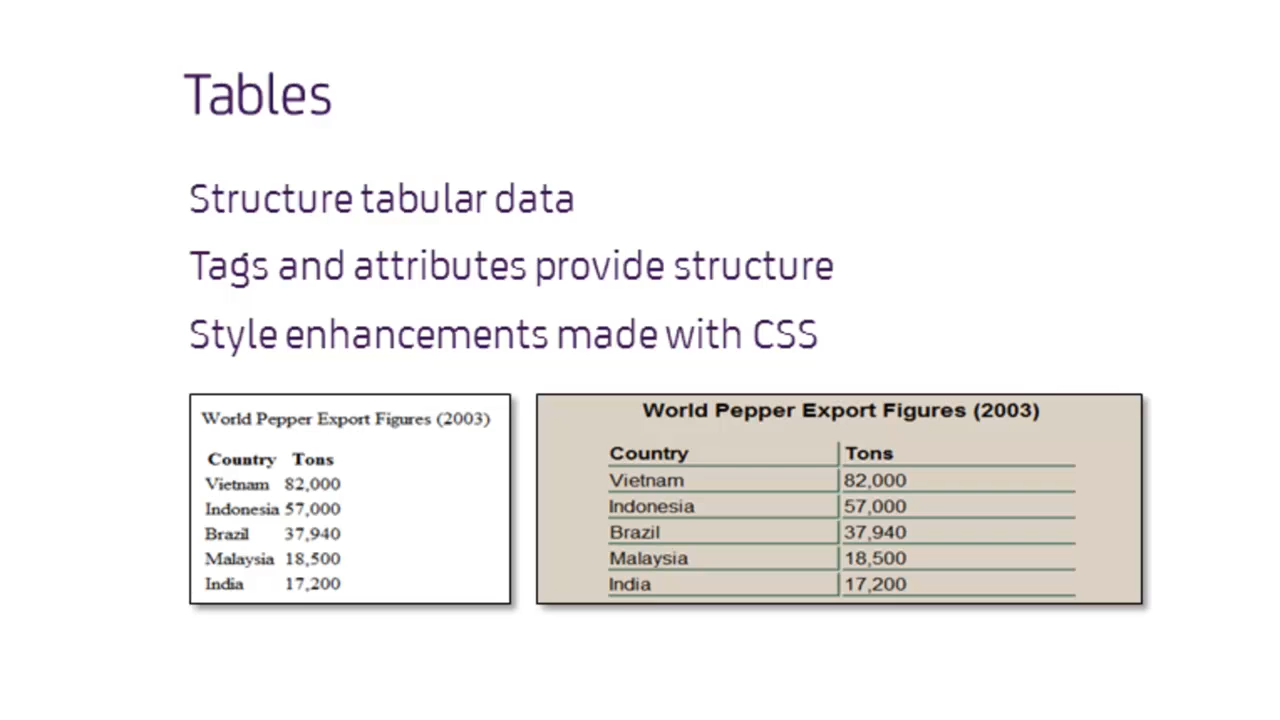 Tables
Structure tabular data
Tags and attributes provide structure
Style enhancements made with CSS
World Pepper Export Figures (2003)
Country Tons
Vietnam 82,000
Indonesia 57,000
Brazil 37,940
Malaysia 18,500
India 17,200
World Pepper Export Figures (2003)
Country Tons
Vietnam 82,000
Indonesia 57,000
Brazil 37,940
Malaysia 18,500
India 17,200